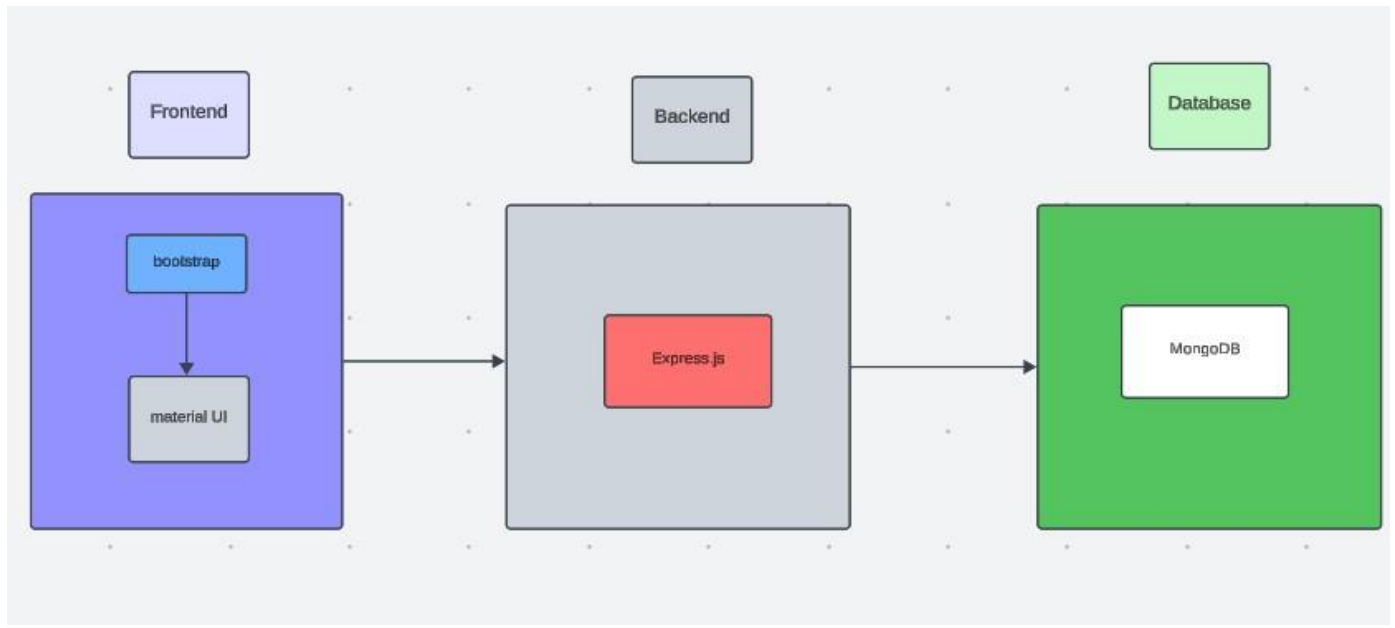 Frontend
Backend
Database
bootstrap
material UI
Express.js
MongoDB